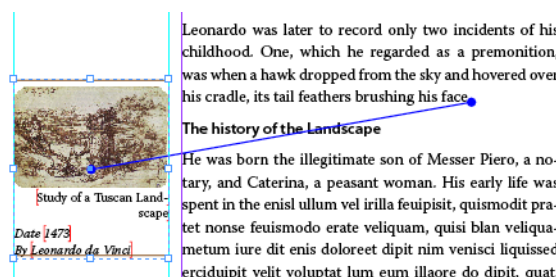 Study of a Tuscan Land-
scape
Date 1473
By Leonardo da Vinci
Leonardo was later to record only two incidents of his
childhood. One, which he regarded as a premonition,
was when a hawk dropped from the sky and hovered over
his cradle, its tail feathers brushing his face.
The history of the Landscape
He was born the illegitimate son of Messer Piero, a no-
tary, and Caterina, a peasant woman. His early life was
spent in the enisl ullum vel irilla feuipisit, quismodit pra-
tet nonse feuismodo erate veliquam, quisi blan veliqua-
metum iure dit enis doloreet dipit nim venisci liquissed
erciduipit velit voluptat lum eum illaore do dipit, quat